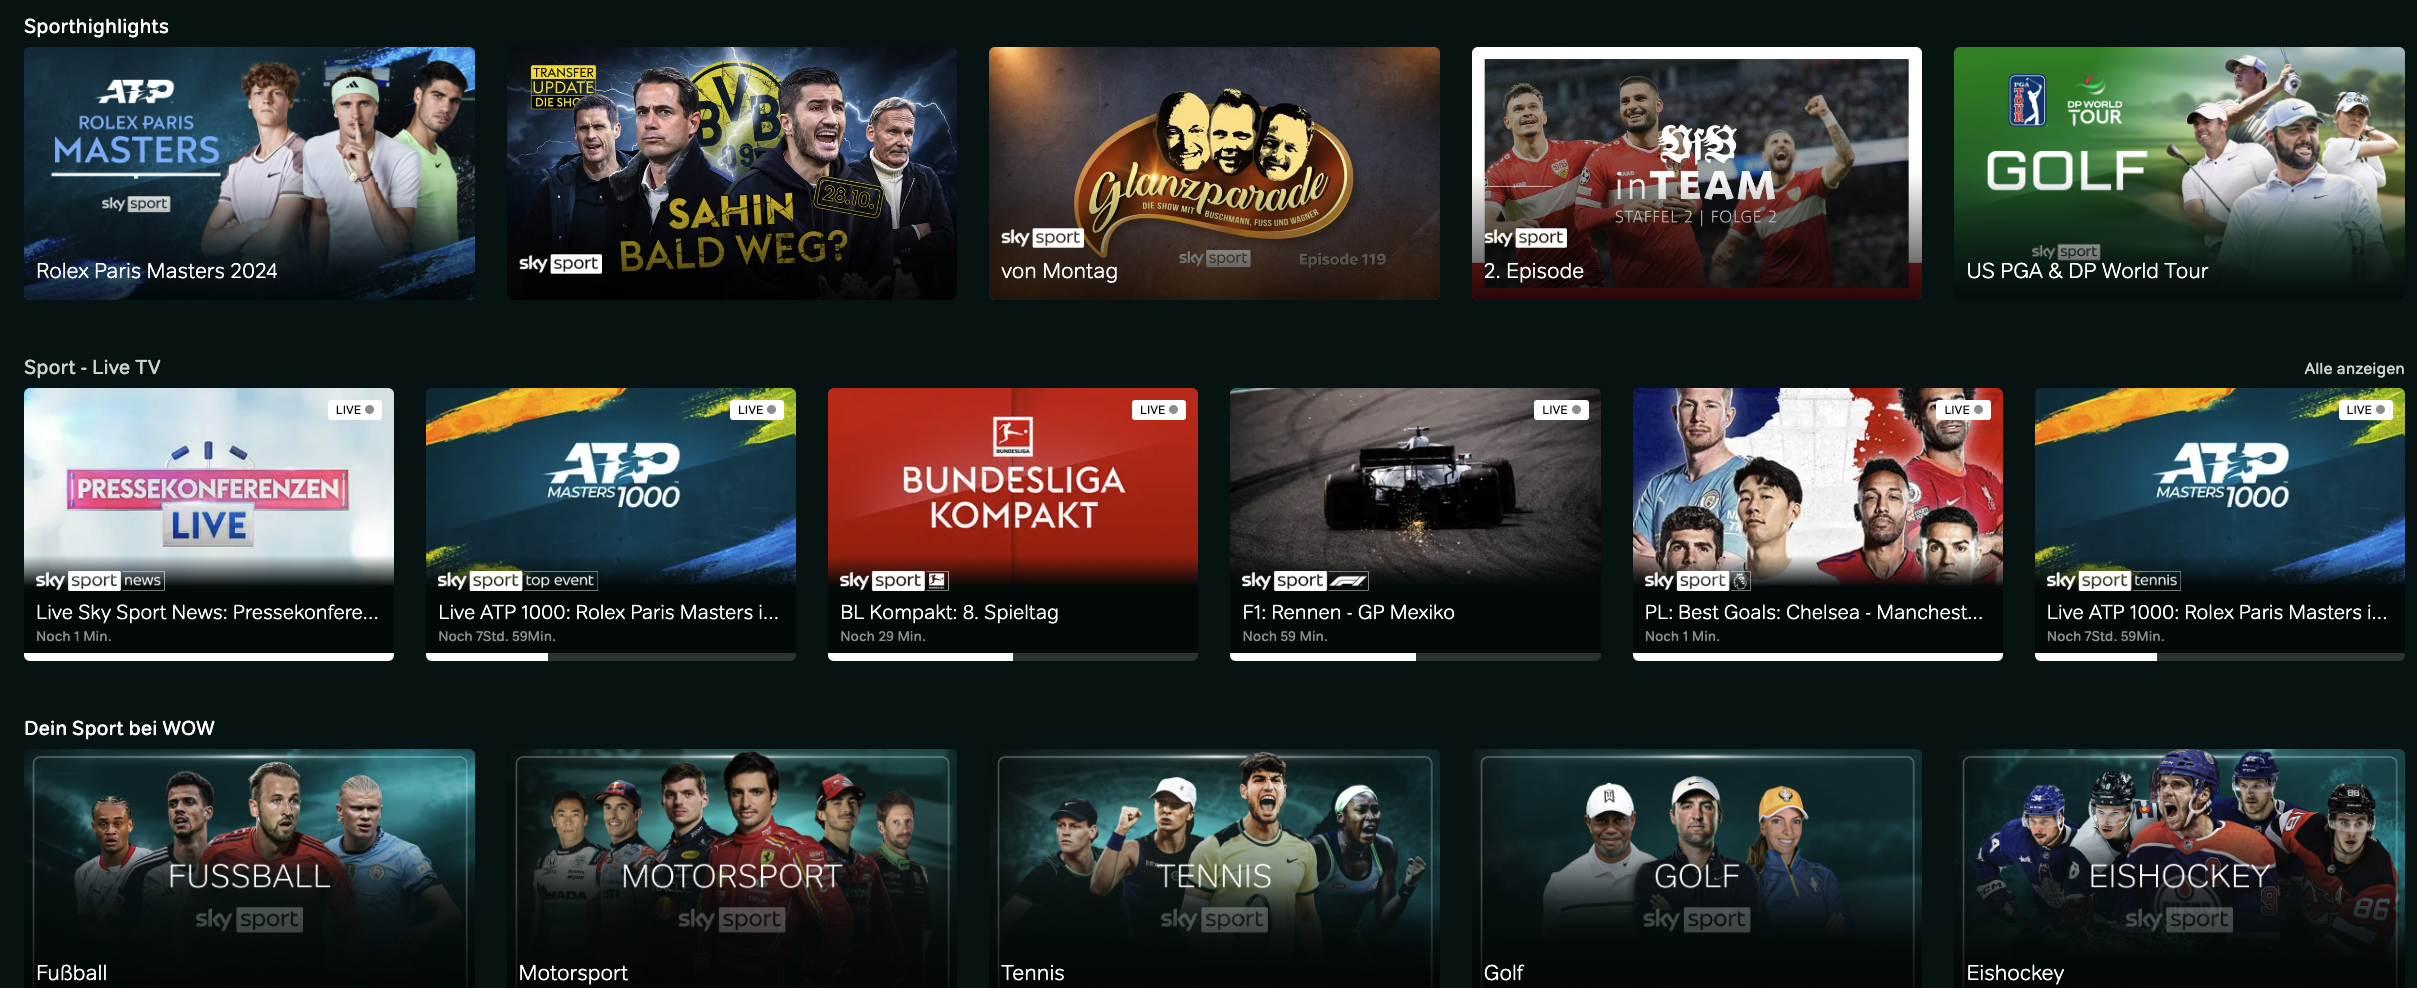 Sporthighlights
ATP
ROLEX PARIS
MASTERS
sky sport
Rolex Paris Masters 2024
TRANSFER
UPDATE
DIE SHOW
BVB
09
SAHIN
28.10.
BALD WEG?
sky sport
Glanzparade
DIE SHOW MIT BUSCHMANN, FUSS UND WAGNER
sky sport
sky sport
Episode 119
von Montag
VfB
inTEAM
STAFFEL 2 | FOLGE 2
sky sport
2. Episode
PGA TOUR
DP WORLD
TOUR
GOLF
sky sport
US PGA & DP World Tour
Sport - Live TV
Alle anzeigen
LIVE
PRESSEKONFERENZEN
LIVE
sky sport news
Live Sky Sport News: Pressekonfere...
Noch 1 Min.
LIVE
ATP
MASTERS 1000
sky sport top event
Live ATP 1000: Rolex Paris Masters i...
Noch 7Std. 59Min.
LIVE
BUNDESLIGA
BUNDESLIGA
KOMPAKT
sky sport
BL Kompakt: 8. Spieltag
Noch 29 Min.
LIVE
sky sport F1
F1: Rennen - GP Mexiko
Noch 59 Min.
LIVE
sky sport
PL: Best Goals: Chelsea - Manchest...
Noch 1 Min.
LIVE
ATP
MASTERS 1000
sky sport tennis
Live ATP 1000: Rolex Paris Masters i...
Noch 7Std. 59Min.
Dein Sport bei WOW
FUSSBALL
sky sport
Fußball
MOTORSPORT
sky sport
Motorsport
TENNIS
sky sport
Tennis
GOLF
sky sport
Golf
EISHOCKEY
sky sport
86
Eishockey